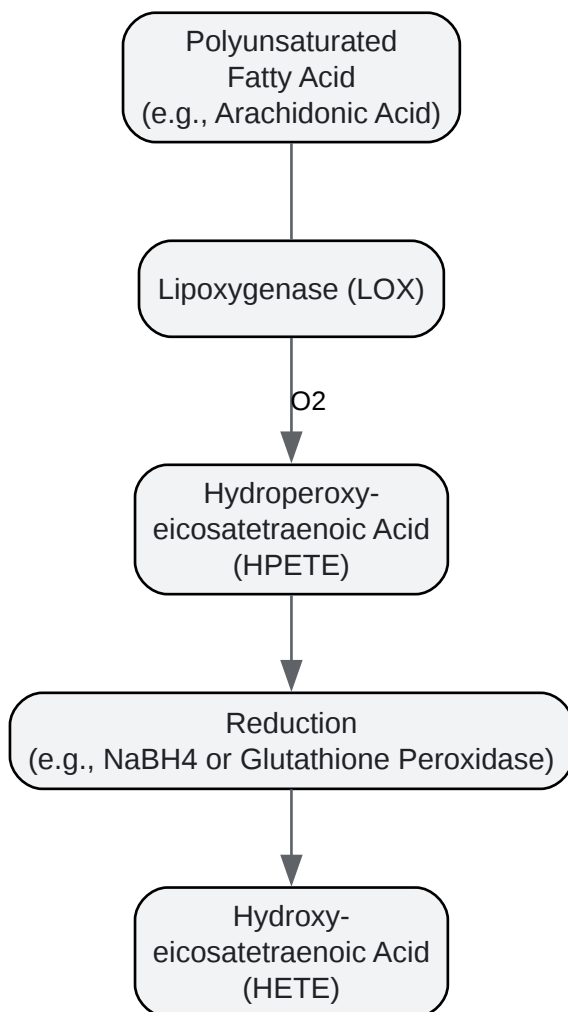 Polyunsaturated
Fatty Acid
(e.g., Arachidonic Acid)
Lipoxygenase (LOX)
O2
Hydroperoxy-
eicosatetraenoic Acid
(HPETE)
Reduction
(e.g., NaBH4 or Glutathione Peroxidase)
Hydroxy-
eicosatetraenoic Acid
(HETE)